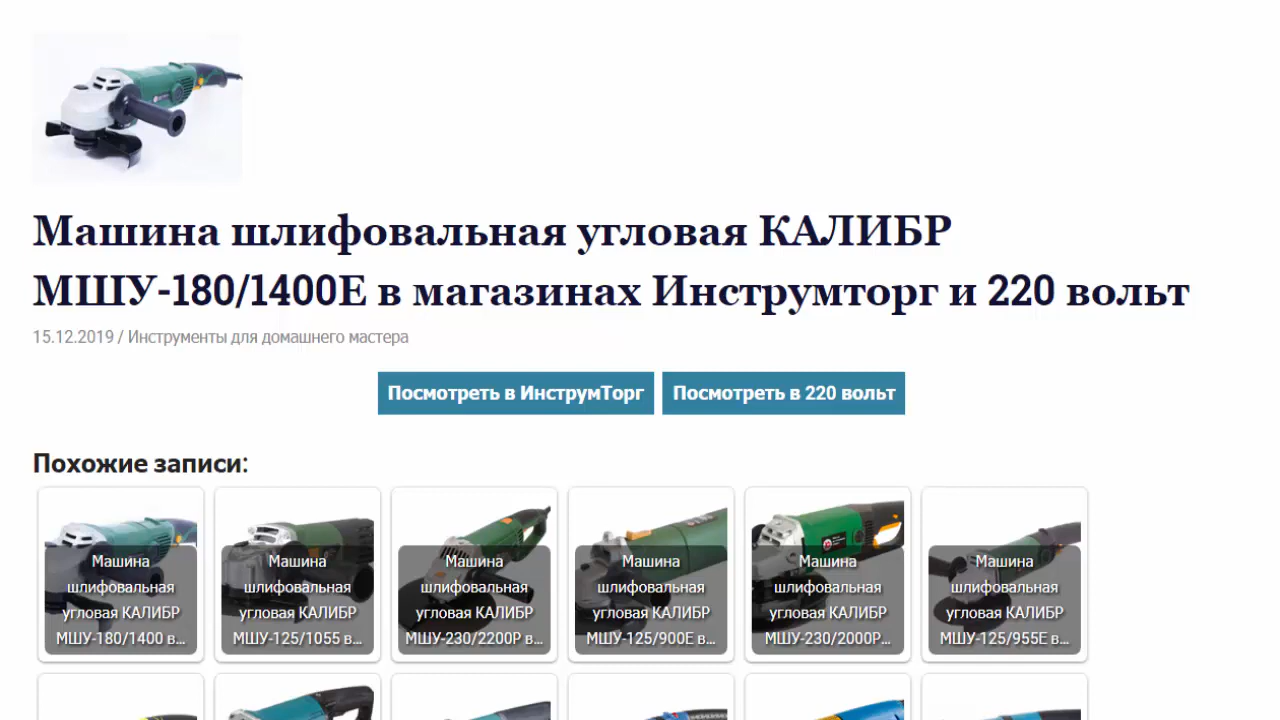 Машина шлифовальная угловая КАЛИБР
МШУ-180/1400Е в магазинах Инструмторг и 220 вольт
15.12.2019 / Инструменты для домашнего мастера
Посмотреть в ИнструмТорг
Посмотреть в 220 вольт
Похожие записи:
Машина
шлифовальная
угловая КАЛИБР
МШУ-180/1400 в...
Машина
шлифовальная
угловая КАЛИБР
МШУ-125/1055 в...
Машина
шлифовальная
угловая КАЛИБР
МШУ-230/2200Р в...
Машина
шлифовальная
угловая КАЛИБР
МШУ-125/900Е в...
Машина
шлифовальная
угловая КАЛИБР
МШУ-230/2000Р...
Машина
шлифовальная
угловая КАЛИБР
МШУ-125/955Е в...